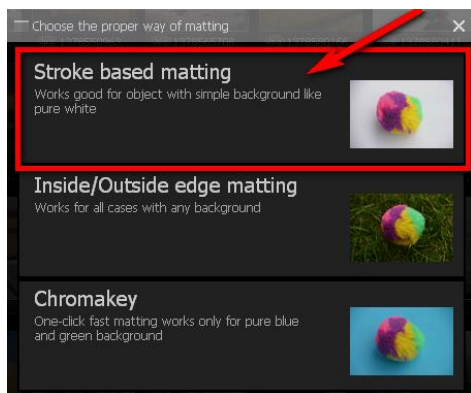 Choose the proper way of matting
Stroke based matting
Works good for object with simple background like
pure white
Inside/Outside edge matting
Works for all cases with any background
Chromakey
One-click fast matting works only for pure blue
and green background